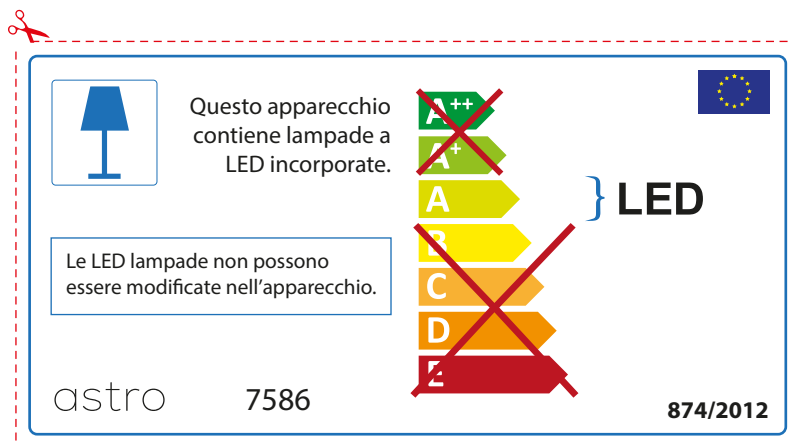 Questo apparecchio
contiene lampade a
LED incorporate.
Le LED lampade non possono
essere modificate nell'apparecchio.
A++
A+
A
B
C
D
E
LED
astro
7586
874/2012